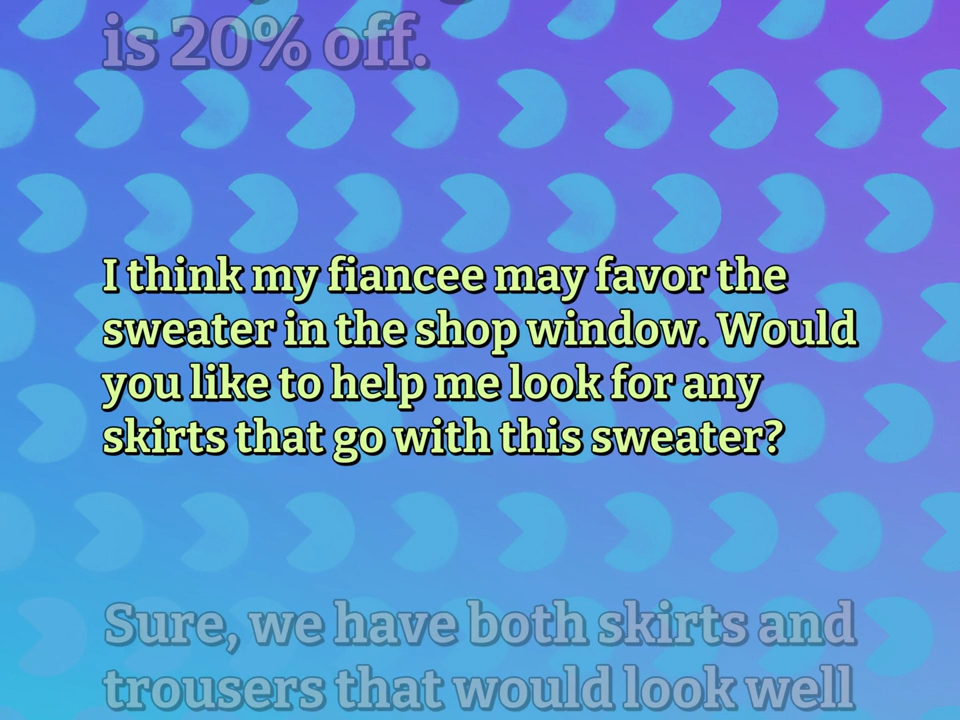 is 20% off.
I think my fiancee may favor the
sweater in the shop window. Would
you like to help me look for any
skirts that go with this sweater?
Sure, we have both skirts and
trousers that would look well